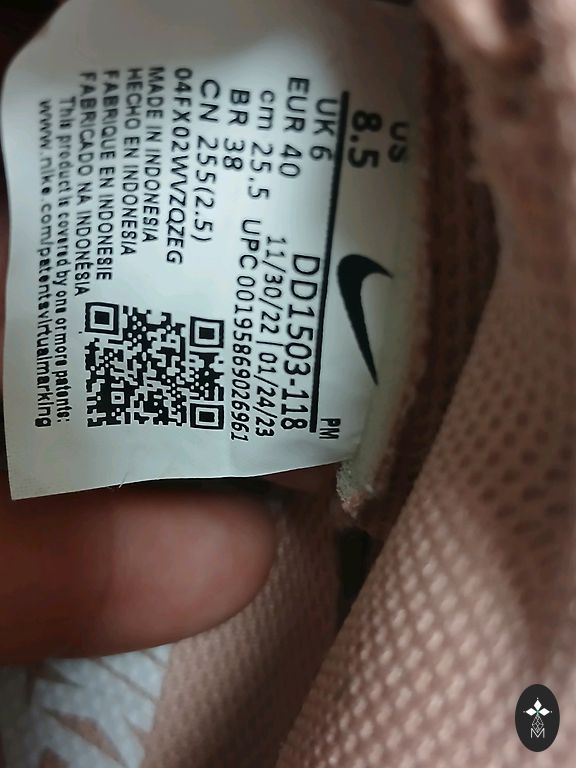 US
8.5
UK 6
EUR 40
cm 25.5
BR 38
CN 255(2.5)
PM
DD1503-118
11/30/22 | 01/24/23
UPC 00195869026961
04FX02WVZQZEG
MADE IN INDONESIA
HECHO EN INDONESIA
FABRIQUE EN INDONESIE
FABRICADO NA INDONÉSIA
This product is covered by one or more patents:
www.nike.com/patentsvirtualmarking
M